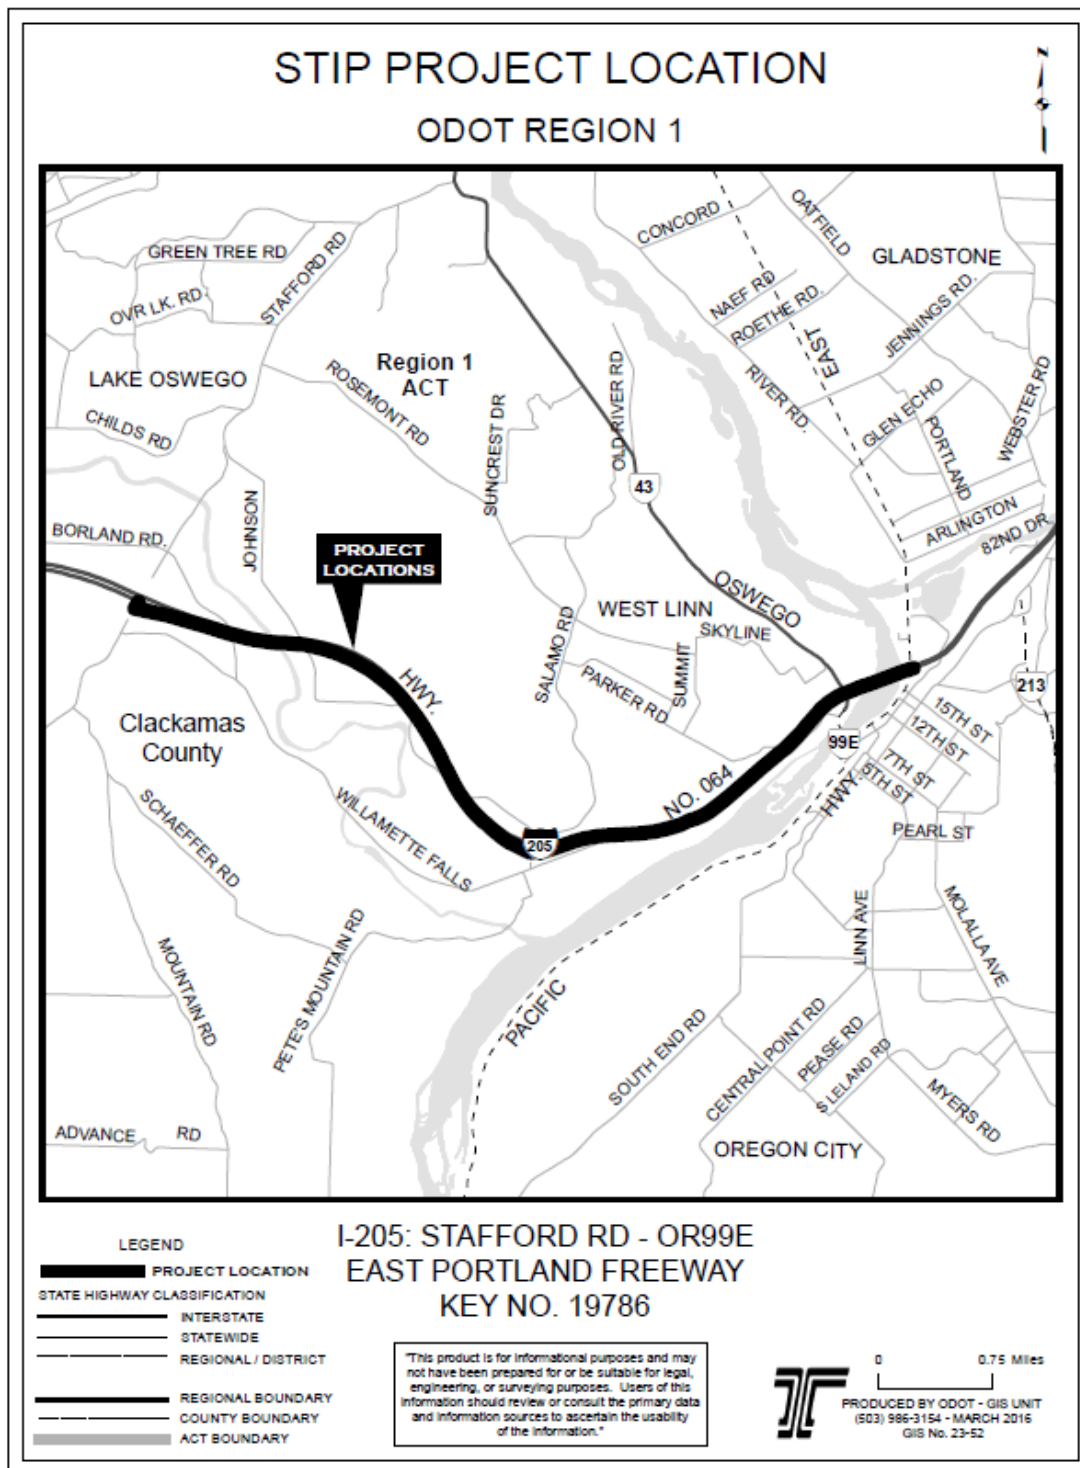 STIP PROJECT LOCATION
ODOT REGION 1
N
CONCORD
OATFIELD
GLADSTONE
GREEN TREE RD
STAFFORD RD
NAEF RD
ROETHE RD.
JENNINGS RD.
OVR LK. RD.
EAST
Region 1
ACT
LAKE OSWEGO
ROSEMONT RD
SUNCREST DR
OLD RIVER RD
RIVER RD.
GLEN ECHO
PORTLAND
WEBSTER RD
CHILDS RD
43
JOHNSON
ARLINGTON
82ND DR
BORLAND RD.
PROJECT
LOCATIONS
OSWEGO
WEST LINN
SKYLINE
SALAMO RD
SUMMIT
PARKER RD
HWY.
213
Clackamas
County
99E
15TH ST
12TH ST
7TH ST
5TH ST
HWY.
NO. 064
WILLAMETTE FALLS
205
PEARL ST
SCHAEFFER RD
LINN AVE
MOLALLA AVE
MOUNTAIN RD
PETE'S MOUNTAIN RD
PACIFIC
SOUTH END RD
CENTRAL POINT RD
PEASE RD
S LELAND RD
MYERS RD
ADVANCE RD
OREGON CITY
I-205: STAFFORD RD - OR99E
EAST PORTLAND FREEWAY
KEY NO. 19786
LEGEND
PROJECT LOCATION
STATE HIGHWAY CLASSIFICATION
INTERSTATE
STATEWIDE
REGIONAL / DISTRICT
REGIONAL BOUNDARY
COUNTY BOUNDARY
ACT BOUNDARY
"This product is for informational purposes and may
not have been prepared for or be suitable for legal,
engineering, or surveying purposes. Users of this
information should review or consult the primary data
and information sources to ascertain the usability
of the information."
0 0.75 Miles
PRODUCED BY ODOT - GIS UNIT
(503) 986-3154 - MARCH 2016
GIS No. 23-52